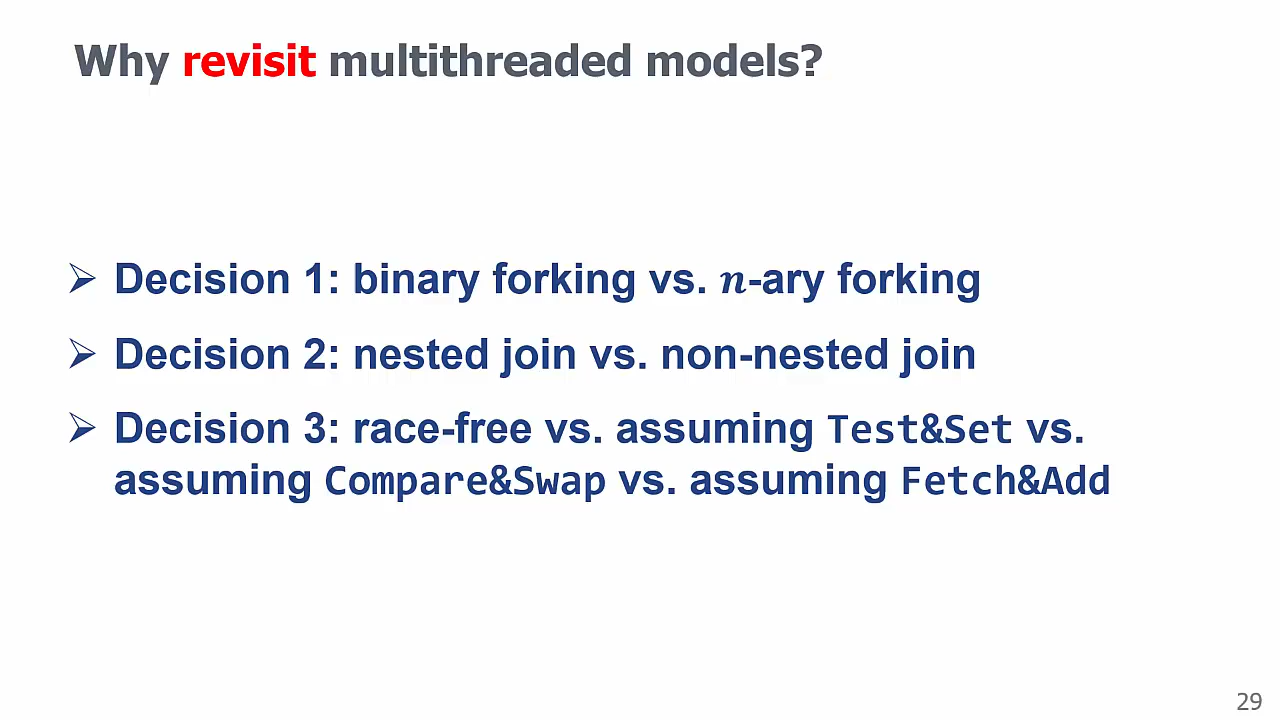 Why revisit multithreaded models?
➢ Decision 1: binary forking vs. n-ary forking
➢ Decision 2: nested join vs. non-nested join
➢ Decision 3: race-free vs. assuming Test&Set vs.
assuming Compare&Swap vs. assuming Fetch&Add
29